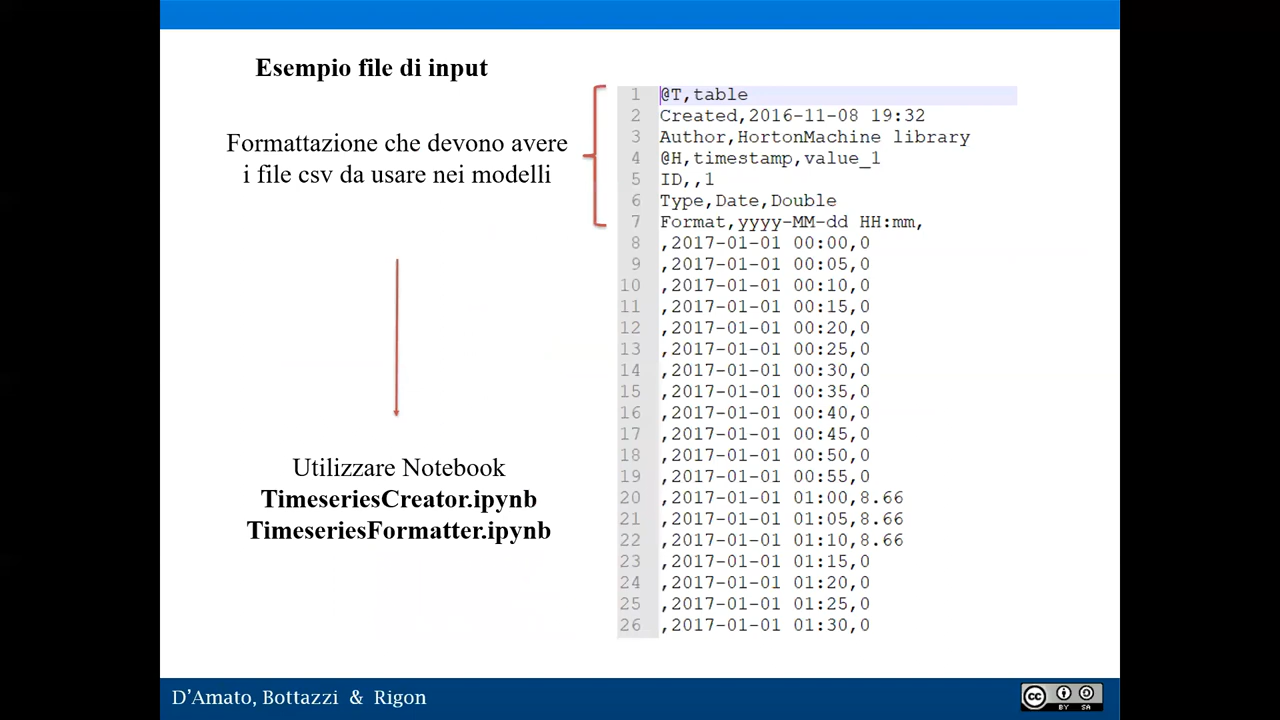 Esempio file di input
Formattazione che devono avere
i file csv da usare nei modelli
Utilizzare Notebook
TimeseriesCreator.ipynb
TimeseriesFormatter.ipynb
1 @T,table
2 Created,2016-11-08 19:32
3 Author,HortonMachine library
4 @H,timestamp,value_1
5 ID,,1
6 Type,Date,Double
7 Format,yyyy-MM-dd HH:mm,
8 ,2017-01-01 00:00,0
9 ,2017-01-01 00:05,0
10 ,2017-01-01 00:10,0
11 ,2017-01-01 00:15,0
12 ,2017-01-01 00:20,0
13 ,2017-01-01 00:25,0
14 ,2017-01-01 00:30,0
15 ,2017-01-01 00:35,0
16 ,2017-01-01 00:40,0
17 ,2017-01-01 00:45,0
18 ,2017-01-01 00:50,0
19 ,2017-01-01 00:55,0
20 ,2017-01-01 01:00,8.66
21 ,2017-01-01 01:05,8.66
22 ,2017-01-01 01:10,8.66
23 ,2017-01-01 01:15,0
24 ,2017-01-01 01:20,0
25 ,2017-01-01 01:25,0
26 ,2017-01-01 01:30,0
D'Amato, Bottazzi & Rigon
cc BY SA